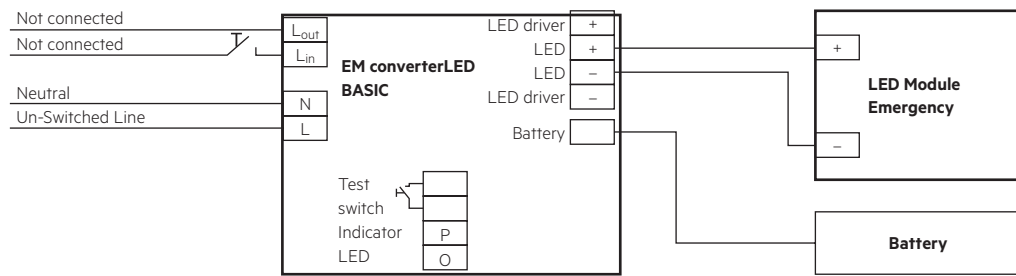 Not connected
Not connected
Neutral
Un-Switched Line
Lout
Lin
N
L
EM converterLED
BASIC
LED driver +
LED +
LED –
LED driver –
Battery
Test
switch
Indicator P
LED O
+
–
LED Module
Emergency
Battery